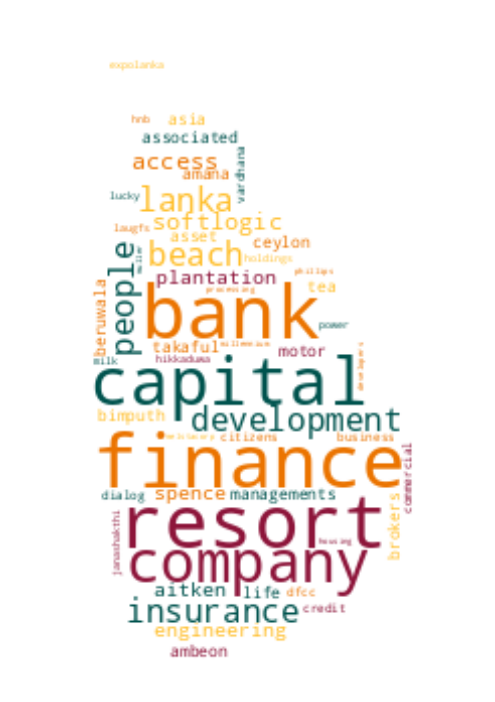 expolanka
hnb asia
associated
access
amana
vardhana
lucky lanka
laugfs softlogic
asset ceylon
people beach holdings
plantation phillips
processing tea
beruwala bank power
takaful millennium
milk hikkaduwa motor
capital developers
bimputh development
citizens business
finance commercial
dialog spence managements
janashakthi resort brokers
housing
company
aitken life dfcc
insurance credit
engineering
ambeon